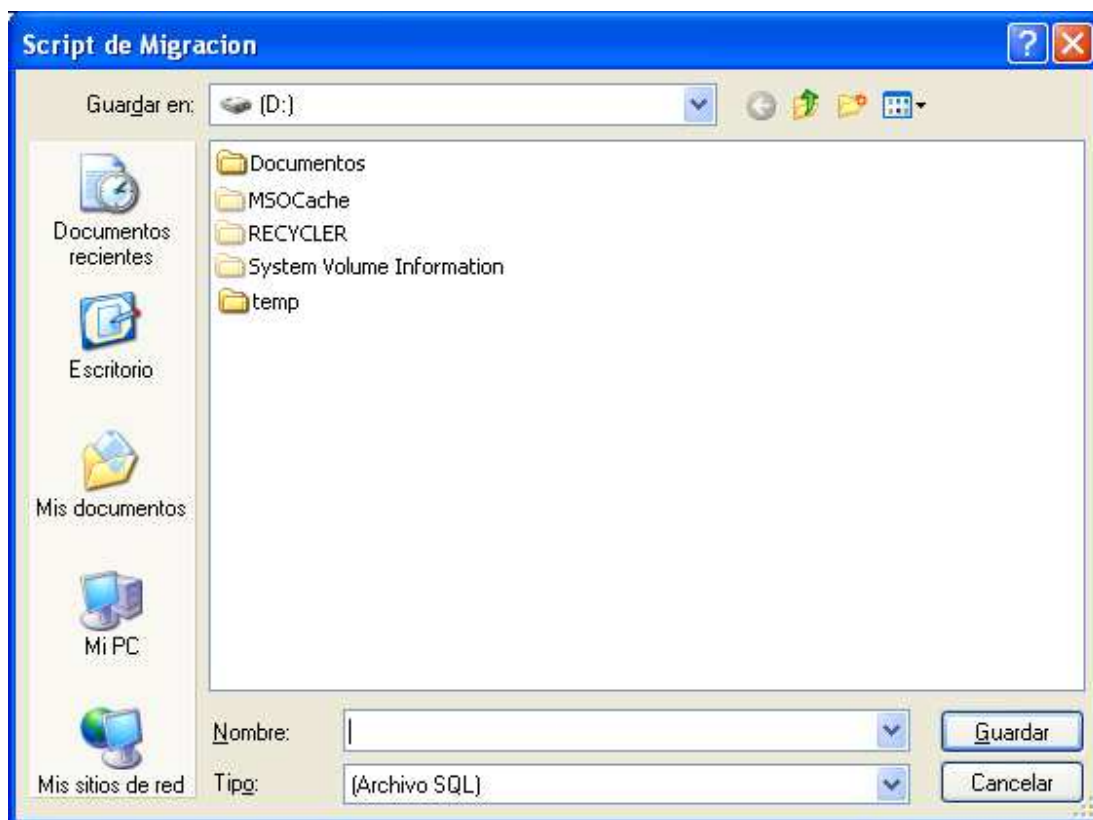 Script de Migracion
Guardar en:
(D:)
Documentos
MSOCache
RECYCLER
System Volume Information
temp
Documentos
recientes
Escritorio
Mis documentos
Mi PC
Mis sitios de red
Nombre:
Guardar
Tipo:
(Archivo SQL)
Cancelar